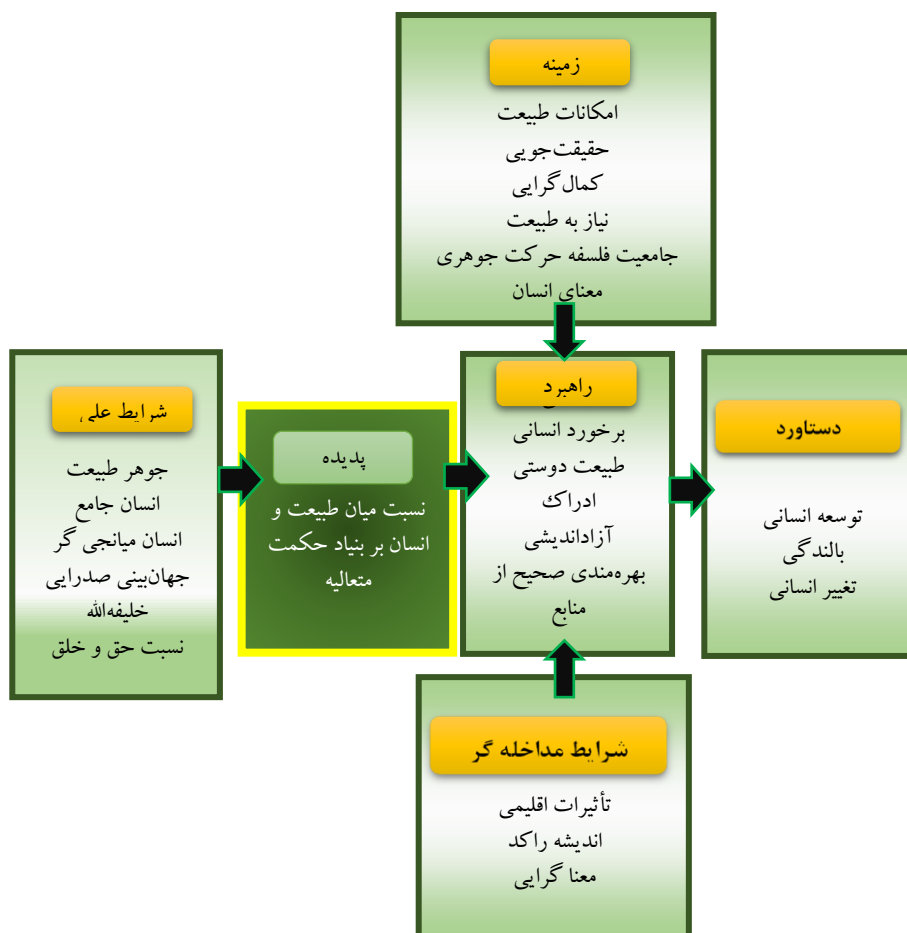 زمینه
امکانات طبیعت
حقیقت‌جویی
کمال‌گرایی
نیاز به طبیعت
جامعیت فلسفه حرکت جوهری
معنای انسان
شرایط علی
جوهر طبیعت
انسان جامع
انسان میانجی گر
جهان‌بینی صدرایی
خلیفه‌الله
نسبت حق و خلق
پدیده
نسبت میان طبیعت و
انسان بر بنیاد حکمت
متعالیه
راهبرد
برخورد انسانی
طبیعت دوستی
ادراک
آزاداندیشی
بهره‌مندی صحیح از
منابع
دستاورد
توسعه انسانی
بالندگی
تغییر انسانی
شرایط مداخله گر
تأثیرات اقلیمی
اندیشه راکد
معنا گرایی